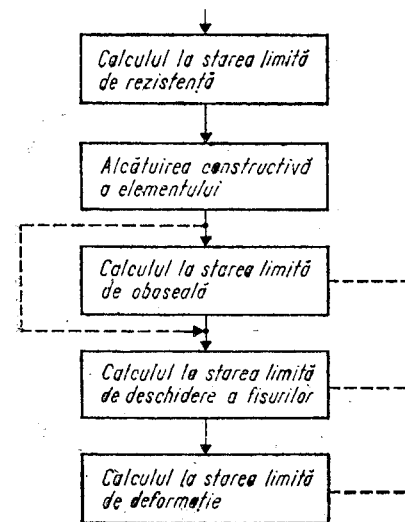 Calculul la starea limită
de rezistență
Alcătuirea constructivă
a elementului
Calculul la starea limită
de oboseală
Calculul la starea limită
de deschidere a fisurilor
Calculul la starea limită
de deformație